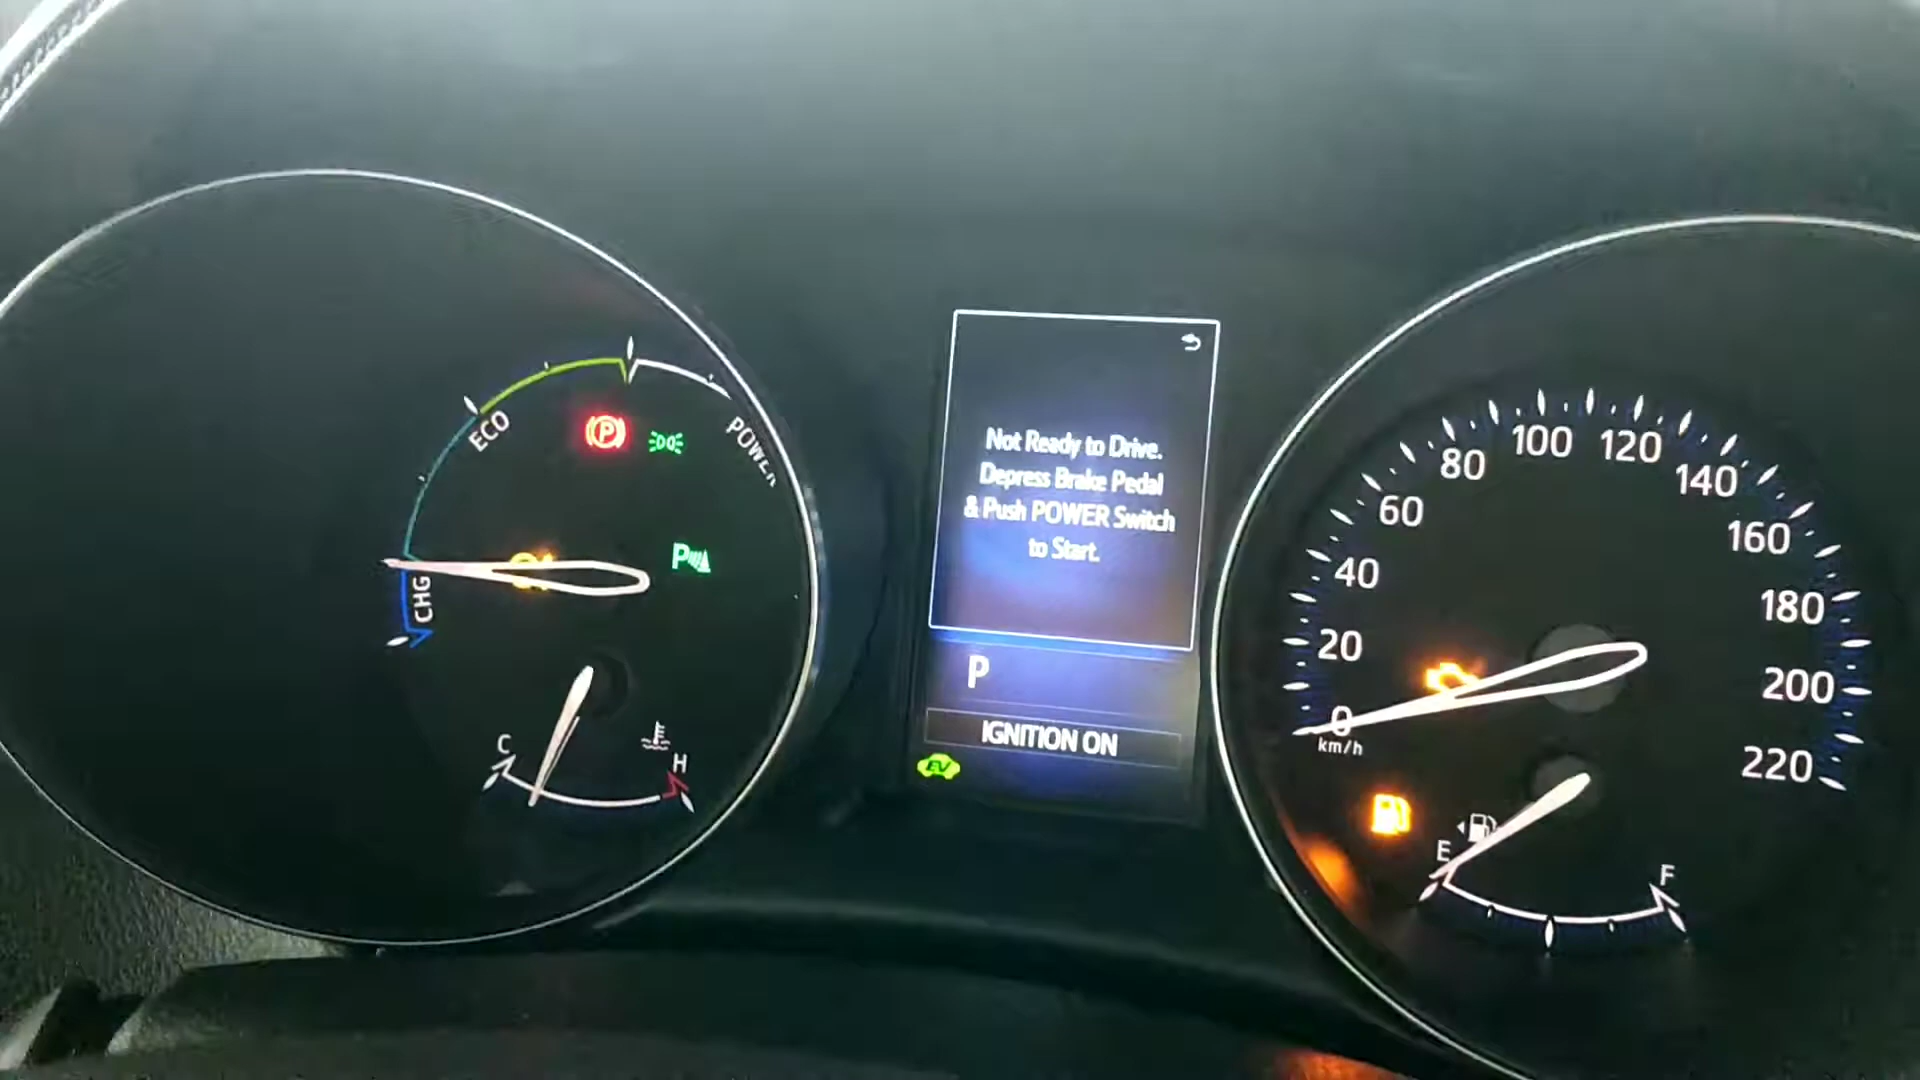 ECO
POWER
P
P
CHG
C
H
Not Ready to Drive.
Depress Brake Pedal
& Push POWER Switch
to Start.
P
IGNITION ON
EV
0
20
40
60
80
100
120
140
160
180
200
220
km/h
E
F